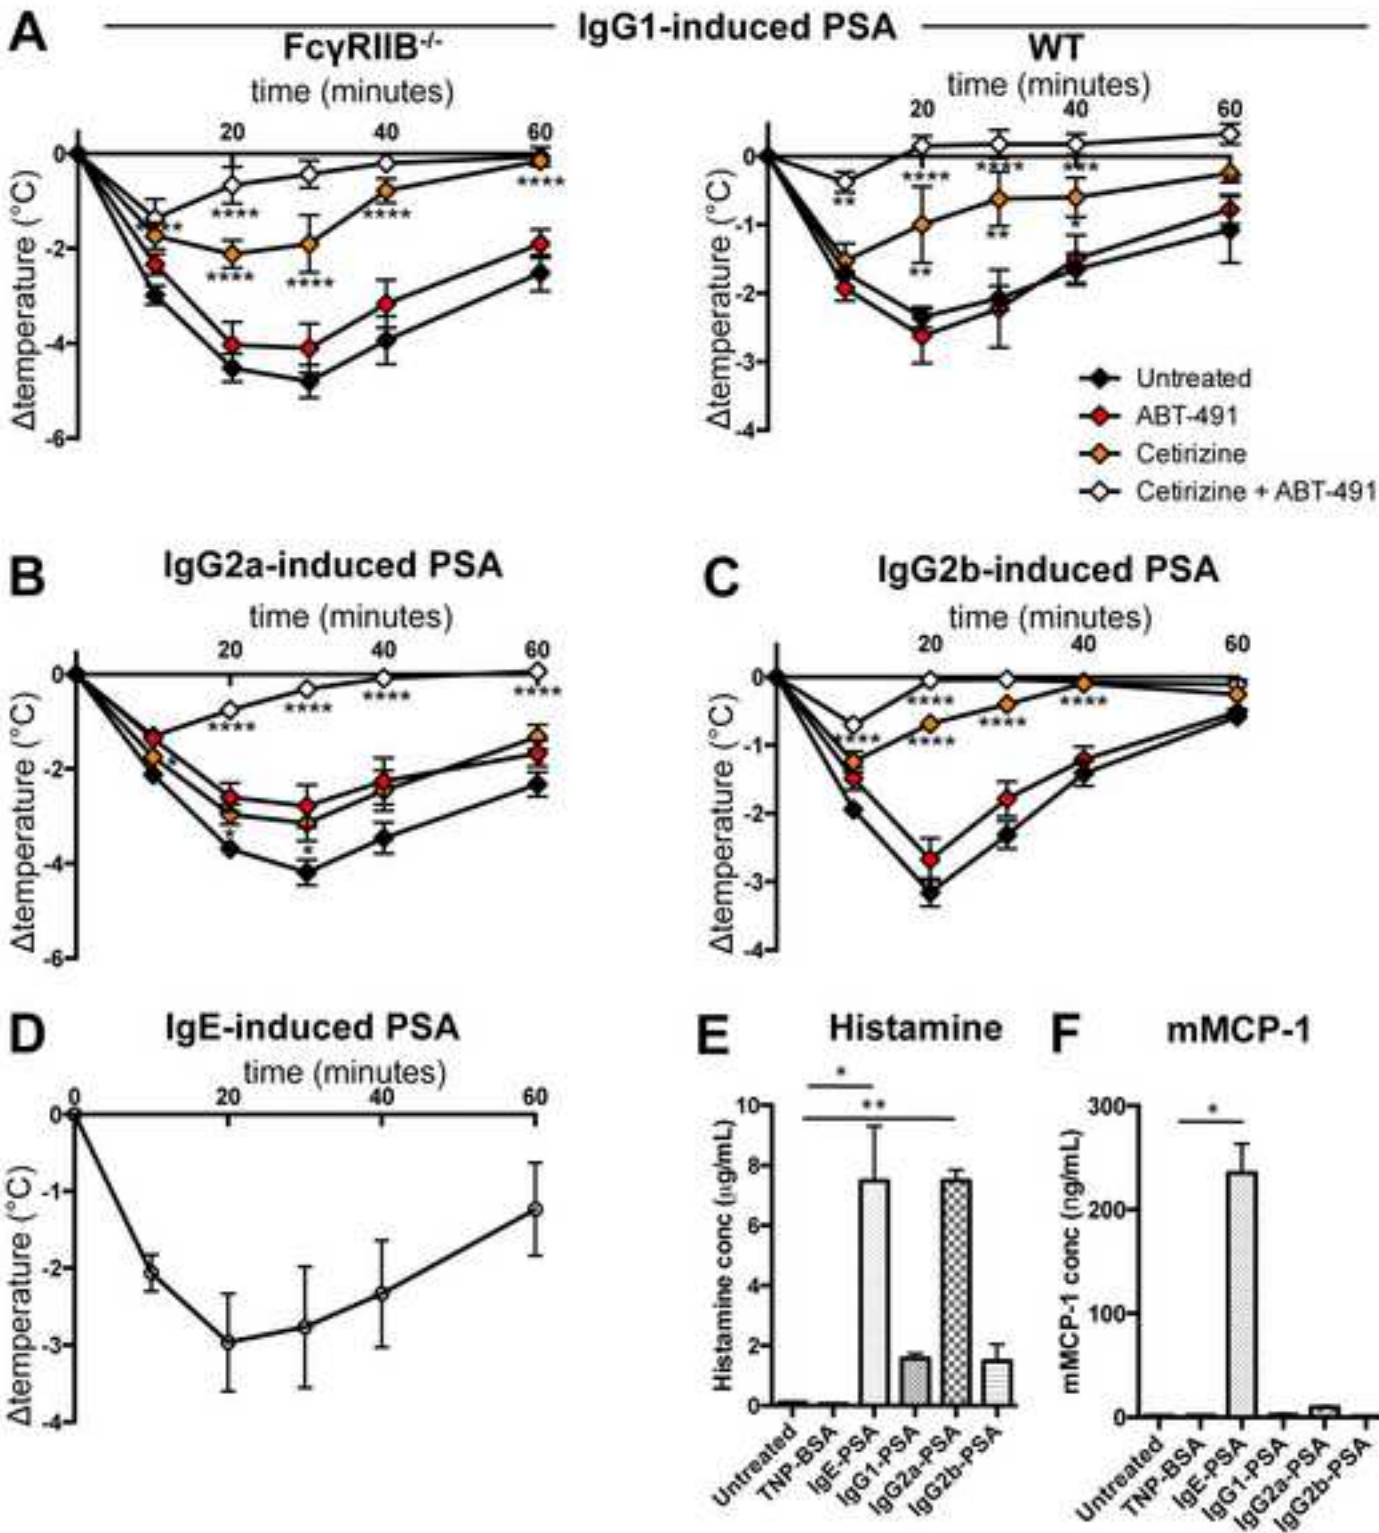 A
IgG1-induced PSA
FcγRIIB-/-
WT
time (minutes)
time (minutes)
20 40 60
20 40 60
0
-2
-4
-6
Δtemperature (°C)
**** **** **** **** ****
**** ****
0
-1
-2
-3
-4
Δtemperature (°C)
** **** **** ***
** ** *
Untreated
ABT-491
Cetirizine
Cetirizine + ABT-491
B
IgG2a-induced PSA
time (minutes)
20 40 60
0
-2
-4
-6
Δtemperature (°C)
**** **** **** ****
* * *
C
IgG2b-induced PSA
time (minutes)
20 40 60
0
-1
-2
-3
-4
Δtemperature (°C)
**** **** **** ****
****
D
IgE-induced PSA
time (minutes)
0 20 40 60
0
-1
-2
-3
-4
Δtemperature (°C)
E
Histamine
*
**
10
8
6
4
2
0
Histamine conc (µg/mL)
Untreated
TNP-BSA
IgE-PSA
IgG1-PSA
IgG2a-PSA
IgG2b-PSA
F
mMCP-1
*
300
200
100
0
mMCP-1 conc (ng/mL)
Untreated
TNP-BSA
IgE-PSA
IgG1-PSA
IgG2a-PSA
IgG2b-PSA